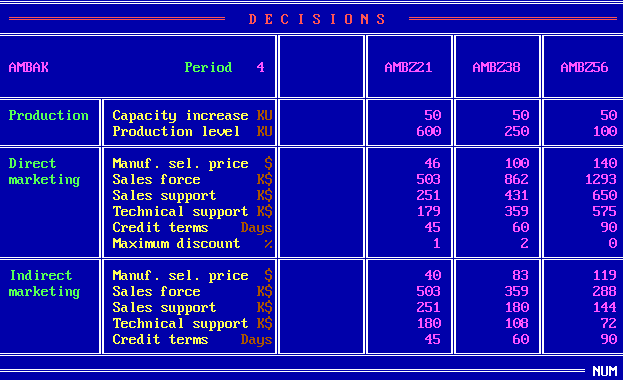 D E C I S I O N S
AMBAK Period 4 AMBZ21 AMBZ38 AMBZ56
Production Capacity increase KU 50 50 50
Production level KU 600 250 100
Direct Manuf. sel. price $ 46 100 140
marketing Sales force K$ 503 862 1293
Sales support K$ 251 431 650
Technical support K$ 179 359 575
Credit terms Days 45 60 90
Maximum discount % 1 2 0
Indirect Manuf. sel. price $ 40 83 119
marketing Sales force K$ 503 359 288
Sales support K$ 251 180 144
Technical support K$ 180 108 72
Credit terms Days 45 60 90
NUM